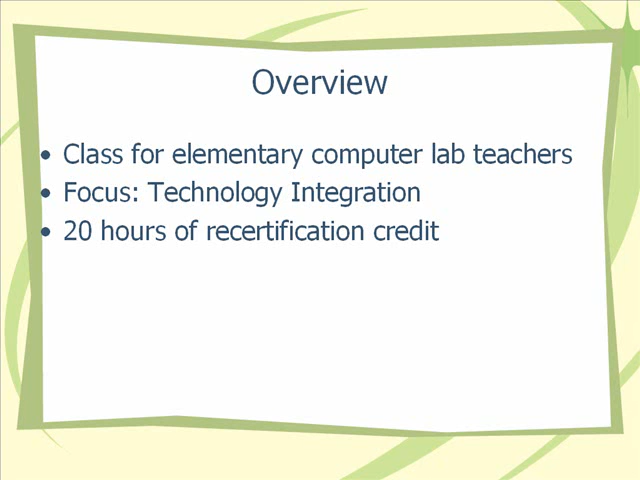 Overview
• Class for elementary computer lab teachers
• Focus: Technology Integration
• 20 hours of recertification credit